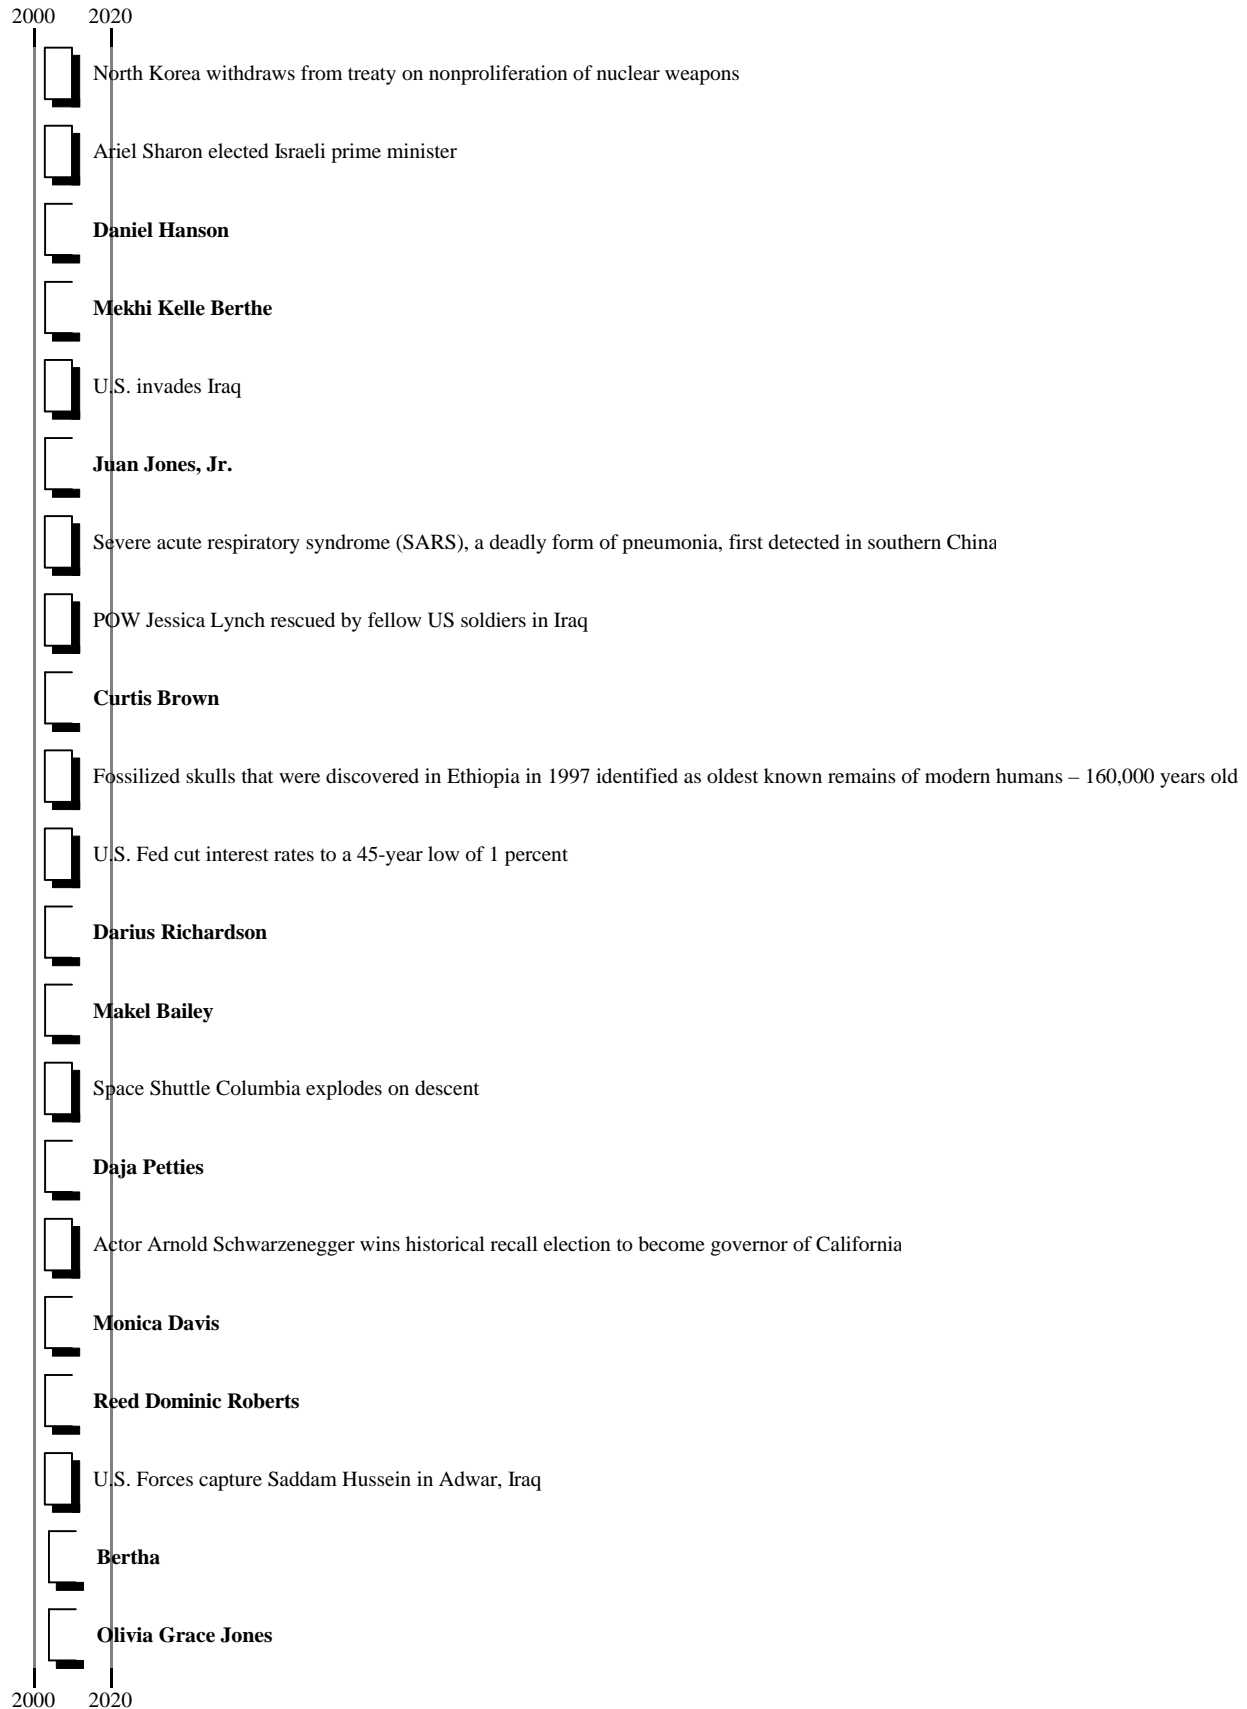 2000 2020
North Korea withdraws from treaty on nonproliferation of nuclear weapons
Ariel Sharon elected Israeli prime minister
Daniel Hanson
Mekhi Kelle Berthe
U.S. invades Iraq
Juan Jones, Jr.
Severe acute respiratory syndrome (SARS), a deadly form of pneumonia, first detected in southern China
POW Jessica Lynch rescued by fellow US soldiers in Iraq
Curtis Brown
Fossilized skulls that were discovered in Ethiopia in 1997 identified as oldest known remains of modern humans – 160,000 years old
U.S. Fed cut interest rates to a 45-year low of 1 percent
Darius Richardson
Makel Bailey
Space Shuttle Columbia explodes on descent
Daja Petties
Actor Arnold Schwarzenegger wins historical recall election to become governor of California
Monica Davis
Reed Dominic Roberts
U.S. Forces capture Saddam Hussein in Adwar, Iraq
Bertha
Olivia Grace Jones
2000 2020